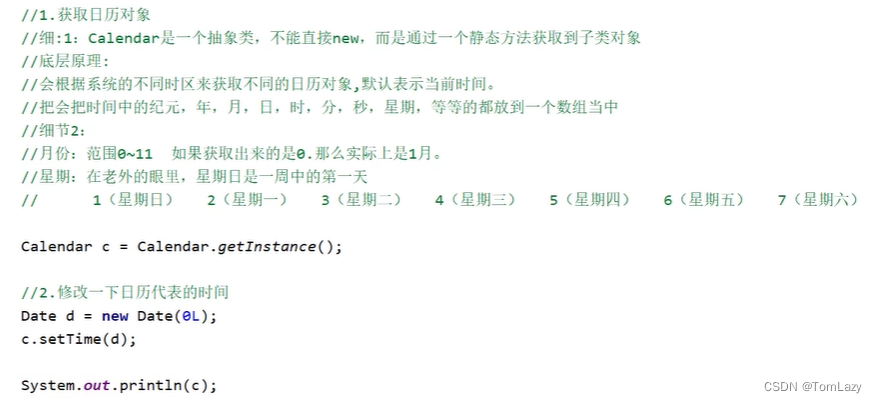 //1.获取日历对象
//细:1: Calendar是一个抽象类，不能直接new，而是通过一个静态方法获取到子类对象
//底层原理:
//会根据系统的不同时区来获取不同的日历对象,默认表示当前时间。
//把会把时间中的纪元，年，月，日，时，分，秒，星期，等等的都放到一个数组当中
//细节2:
//月份: 范围0~11  如果获取出来的是0.那么实际上是1月。
//星期: 在老外的眼里，星期日是一周中的第一天
//      1（星期日）  2（星期一）  3（星期二）  4（星期三）  5（星期四）  6（星期五）  7（星期六）
Calendar c = Calendar.getInstance();
//2.修改一下日历代表的时间
Date d = new Date(0L);
c.setTime(d);
System.out.println(c);
CSDN @TomLazy